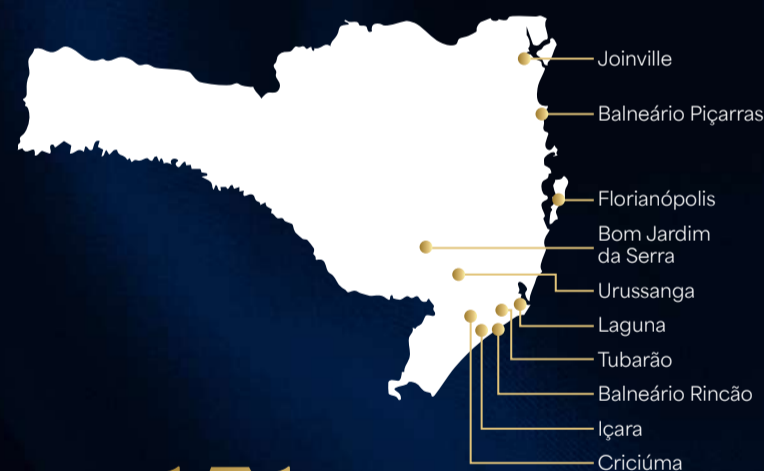 Joinville
Balneário Piçarras
Florianópolis
Bom Jardim
da Serra
Urussanga
Laguna
Tubarão
Balneário Rincão
Içara
Criciúma